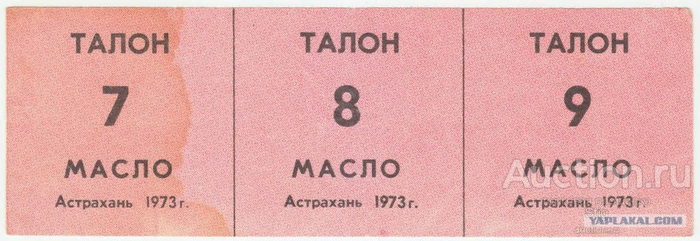 ТАЛОН
7
МАСЛО
Астрахань 1973 г.
ТАЛОН
8
МАСЛО
Астрахань 1973 г.
ТАЛОН
9
МАСЛО
Астрахань 1973 г.
Auction.ru
YAPLAKAL.COM